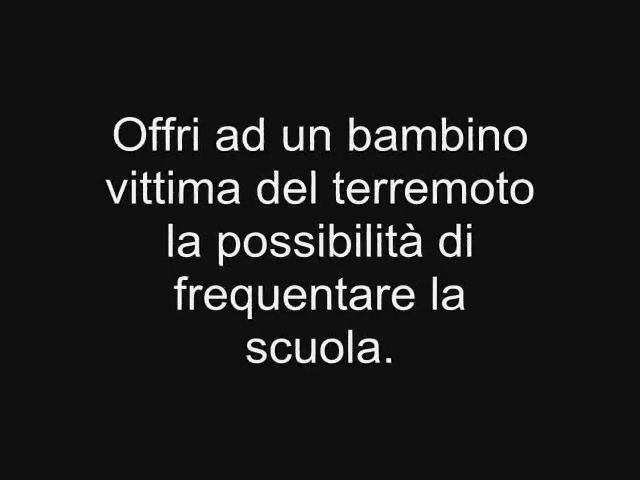 Offri ad un bambino
vittima del terremoto
la possibilità di
frequentare la
scuola.